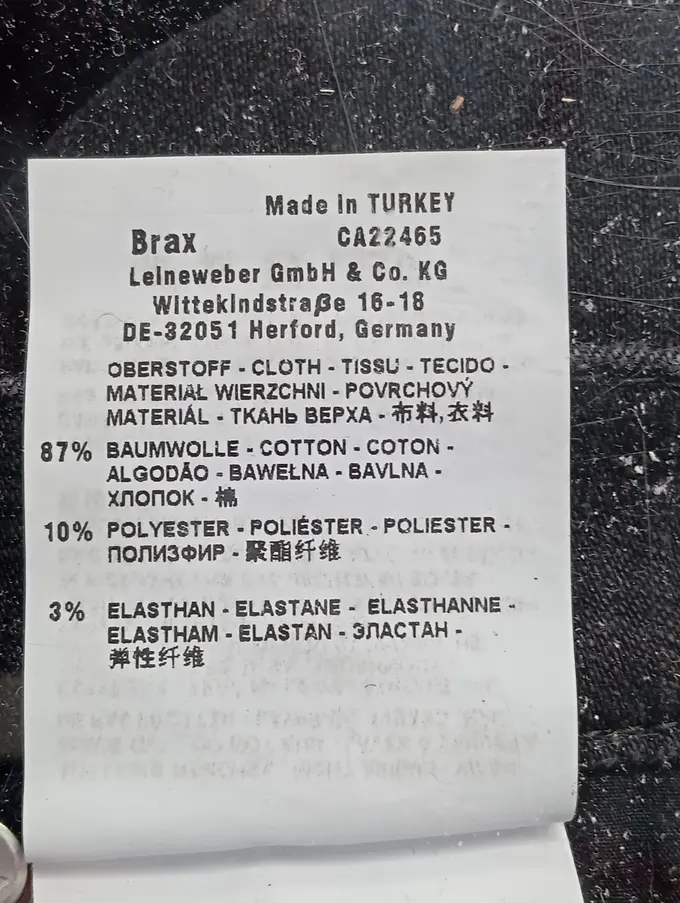 Made in TURKEY
Brax CA22465
Leineweber GmbH & Co. KG
Wittekindstraße 16-18
DE-32051 Herford, Germany
OBERSTOFF - CLOTH - TISSU - TECIDO -
MATERIAŁ WIERZCHNI - POVRCHOVÝ
MATERIÁL - ТКАНЬ ВЕРХА - 布料,衣料
87% BAUMWOLLE - COTTON - COTON -
ALGODÃO - BAWEŁNA - BAVLNA -
ХЛОПОК - 棉
10% POLYESTER - POLIÉSTER - POLIESTER -
ПОЛИЗФИР - 聚酯纤维
3% ELASTHAN - ELASTANE - ELASTHANNE -
ELASTHAM - ELASTAN - ЭЛАСТАН -
弹性纤维